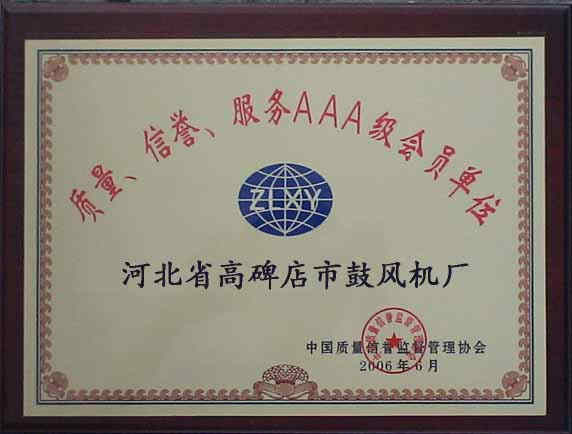 质量、信誉、服务AAA级会员单位
ZLXY
河北省高碑店市鼓风机厂
中国质量信誉监督管理协会
2006年6月